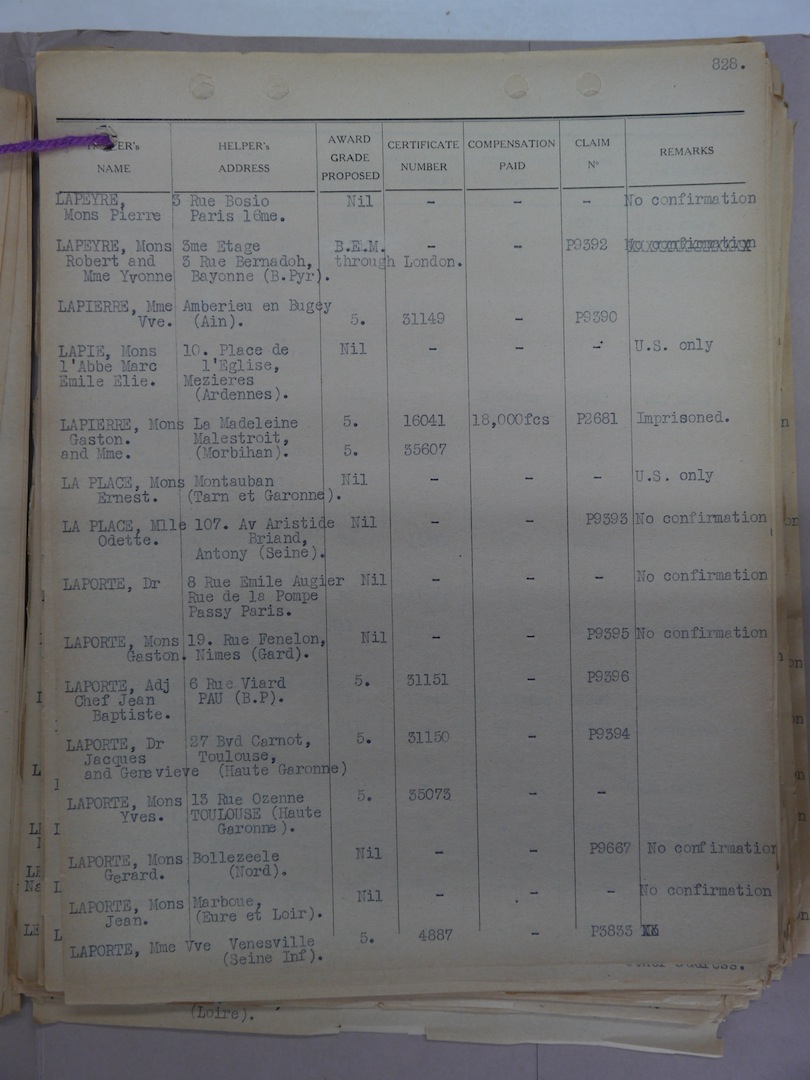 328.
HELPER's NAME HELPER's ADDRESS AWARD GRADE PROPOSED CERTIFICATE NUMBER COMPENSATION PAID CLAIM Nº REMARKS
LAPEYRE, 3 Rue Bosio Nil - - - No confirmation
Mons Pierre Paris 16me.
LAPEYRE, Mons 3me Etage B.E.M. - - P9392 No confirmation
Robert and 3 Rue Bernadoh, through London.
Mme Yvonne Bayonne (B.Pyr).
LAPIERRE, Mme Amberieu en Bugey
Vve. (Ain). 5. 31149 - P9390
LAPIE, Mons 10. Place de Nil - - - U.S. only
l'Abbe Marc l'Eglise,
Emile Elie. Mezieres
(Ardennes).
LAPIERRE, Mons La Madeleine 5. 16041 18,000fcs P2681 Imprisoned.
Gaston. Malestroit,
and Mme. (Morbihan). 5. 35607
LA PLACE, Mons Montauban Nil - - - U.S. only
Ernest. (Tarn et Garonne).
LA PLACE, Mlle 107. Av Aristide Nil - - P9393 No confirmation
Odette. Briand,
Antony (Seine).
LAPORTE, Dr 8 Rue Emile Augier Nil - - - No confirmation
Rue de la Pompe
Passy Paris.
LAPORTE, Mons 19. Rue Fenelon, Nil - - P9395 No confirmation
Gaston. Nimes (Gard).
LAPORTE, Adj 6 Rue Viard 5. 31151 - P9396
Chef Jean PAU (B.P).
Baptiste.
LAPORTE, Dr 27 Bvd Carnot, 5. 31150 - P9394
Jacques Toulouse,
and Genevieve (Haute Garonne)
LAPORTE, Mons 13 Rue Ozenne 5. 35073 - -
Yves. TOULOUSE (Haute
Garonne).
LAPORTE, Mons Bollezeele Nil - - P9667 No confirmation
Gerard. (Nord).
LAPORTE, Mons Marboue, Nil - - - No confirmation
Jean. (Eure et Loir).
LAPORTE, Mme Vve Venesville 5. 4887 - P3833
(Seine Inf).
(Loire).